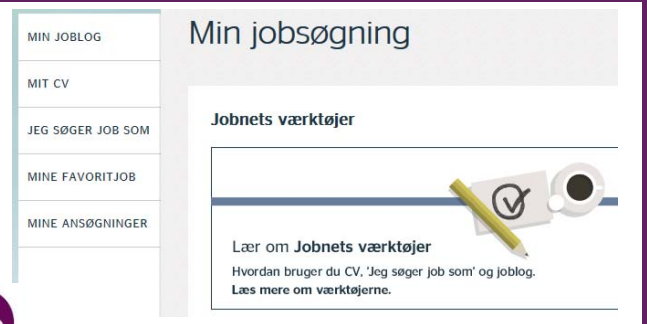 MIN JOBLOG
MIT CV
JEG SØGER JOB SOM
MINE FAVORITJOB
MINE ANSØGNINGER
Min jobsøgning
Jobnets værktøjer
Lær om Jobnets værktøjer
Hvordan bruger du CV, 'Jeg søger job som' og joblog.
Læs mere om værktøjerne.